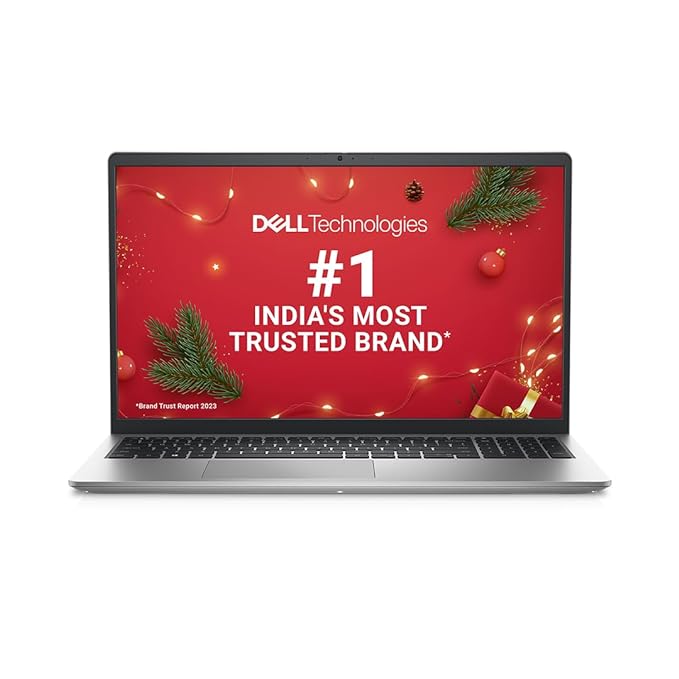 DELLTechnologies
#1
INDIA'S MOST
TRUSTED BRAND*
*Brand Trust Report 2023